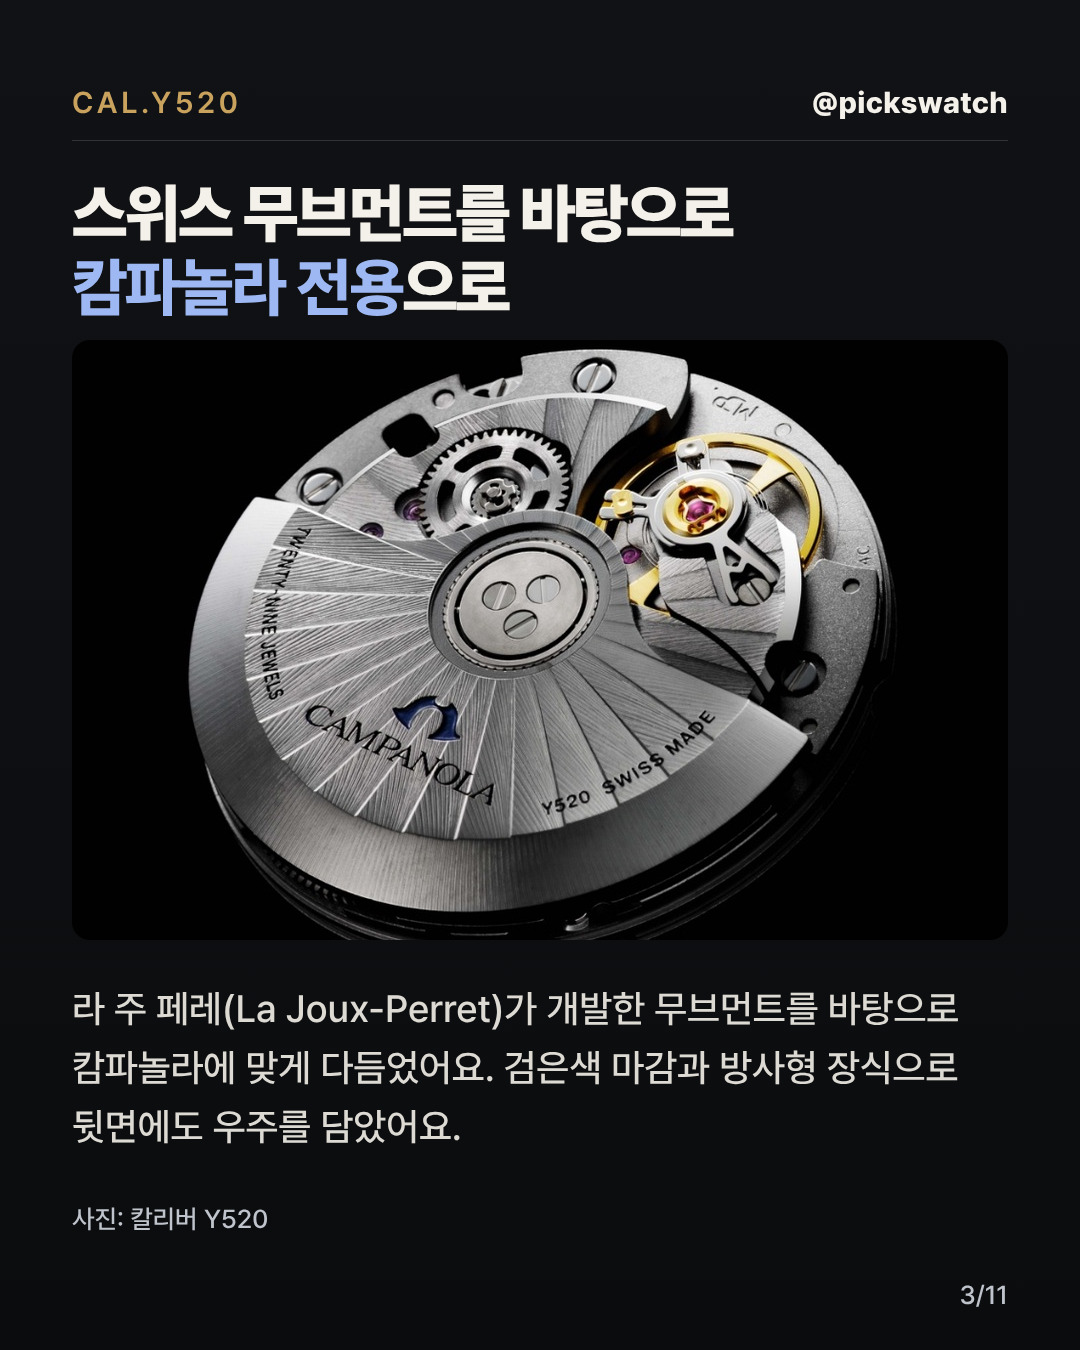 CAL.Y520
@pickswatch
스위스 무브먼트를 바탕으로
캄파놀라 전용으로
TWENTY-NINE JEWELS
CAMPANOLA
Y520 SWISS MADE
라 주 페레(La Joux-Perret)가 개발한 무브먼트를 바탕으로
캄파놀라에 맞게 다듬었어요. 검은색 마감과 방사형 장식으로
뒷면에도 우주를 담았어요.
사진: 칼리버 Y520
3/11